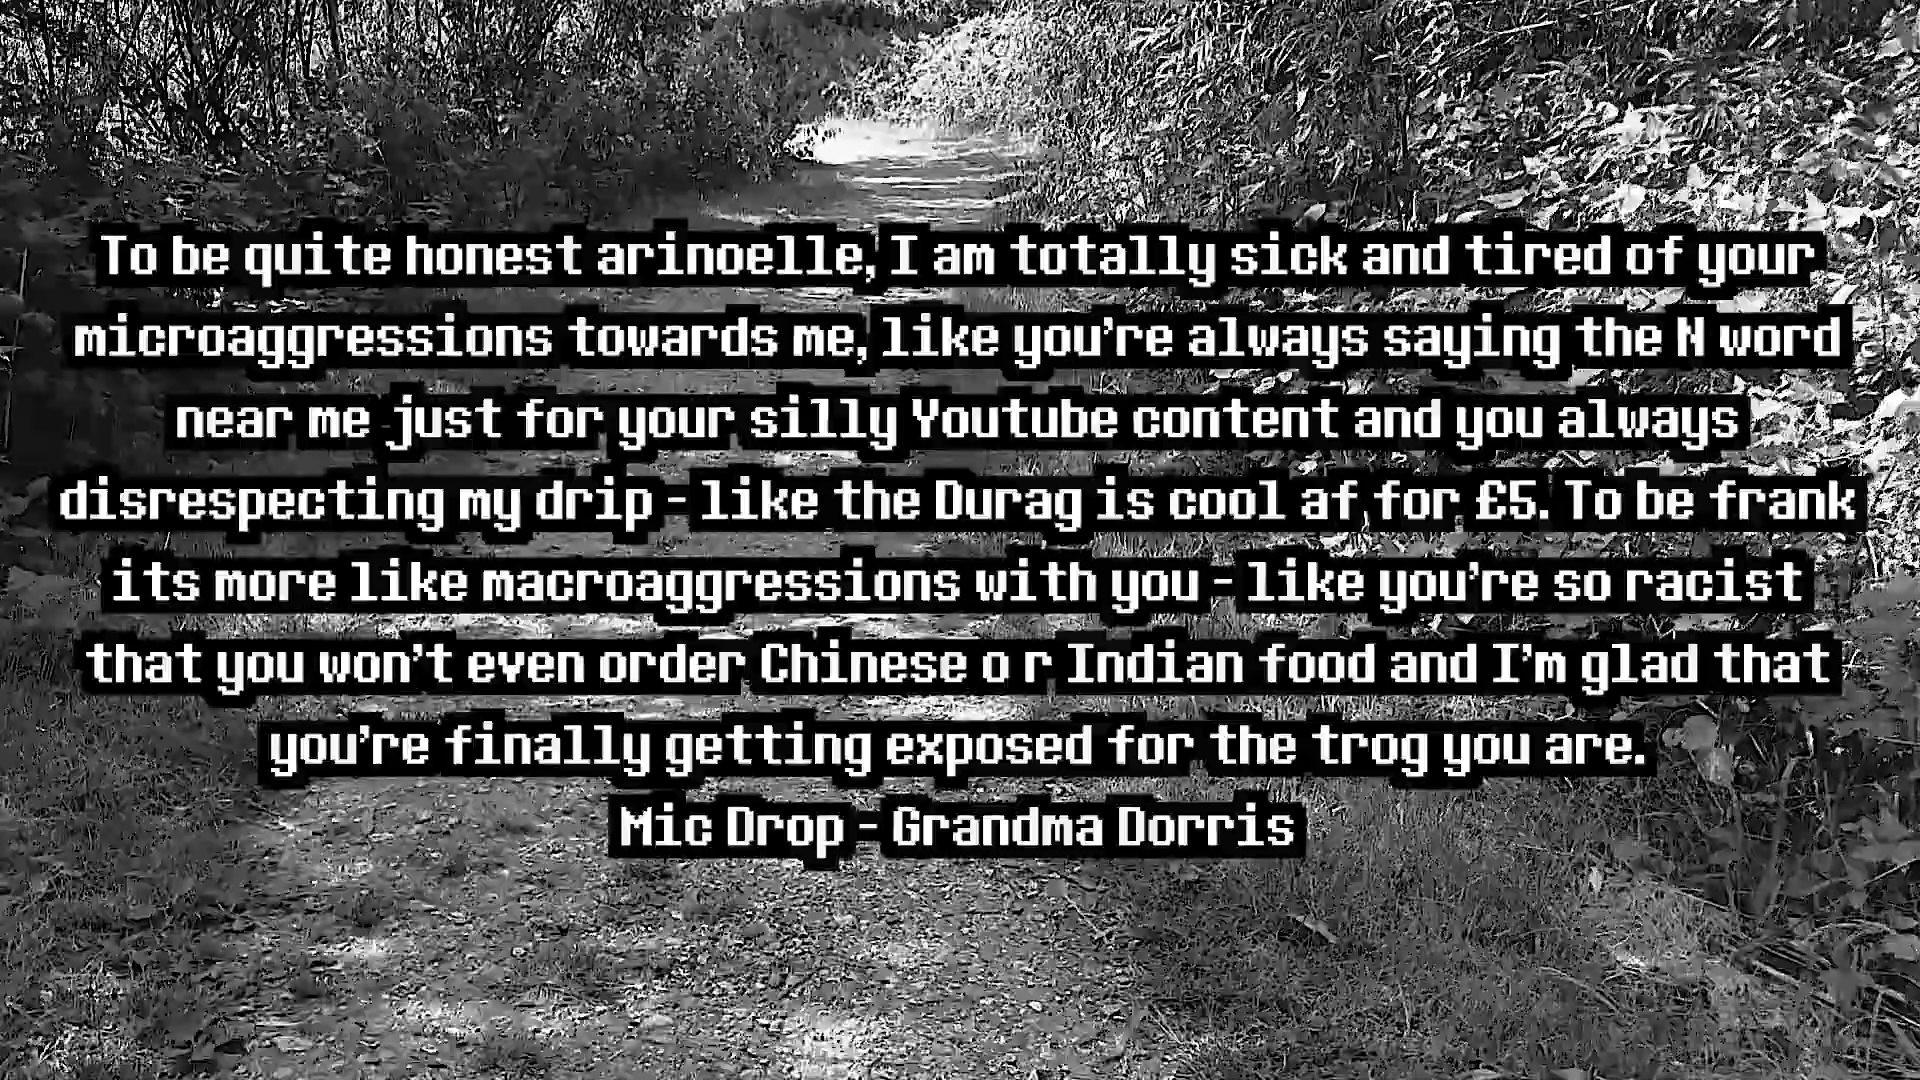 To be quite honest arinoelle, I am totally sick and tired of your
microaggressions towards me, like you're always saying the N word
near me just for your silly Youtube content and you always
disrespecting my drip - like the Durag is cool af for £5. To be frank
its more like macroaggressions with you - like you're so racist
that you won't even order Chinese o r Indian food and I'm glad that
you're finally getting exposed for the trog you are.
Mic Drop - Grandma Dorris